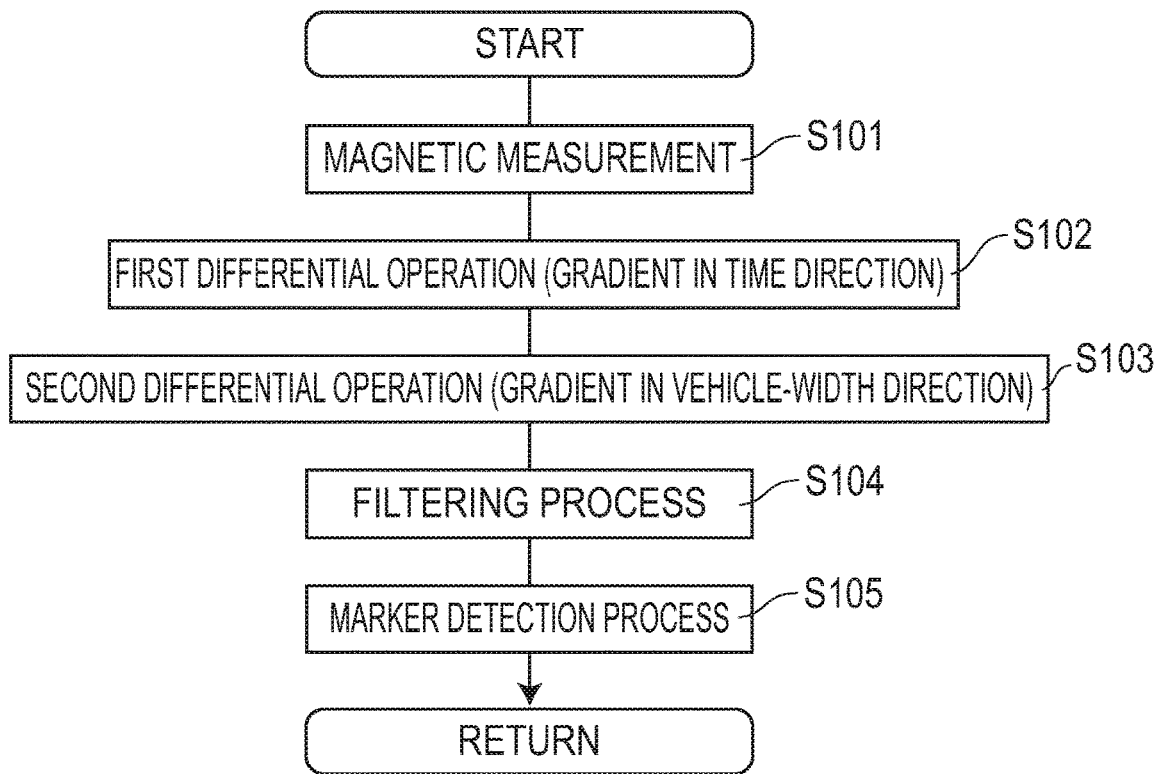 START
MAGNETIC MEASUREMENT
S101
FIRST DIFFERENTIAL OPERATION (GRADIENT IN TIME DIRECTION)
S102
SECOND DIFFERENTIAL OPERATION (GRADIENT IN VEHICLE-WIDTH DIRECTION)
S103
FILTERING PROCESS
S104
MARKER DETECTION PROCESS
S105
RETURN